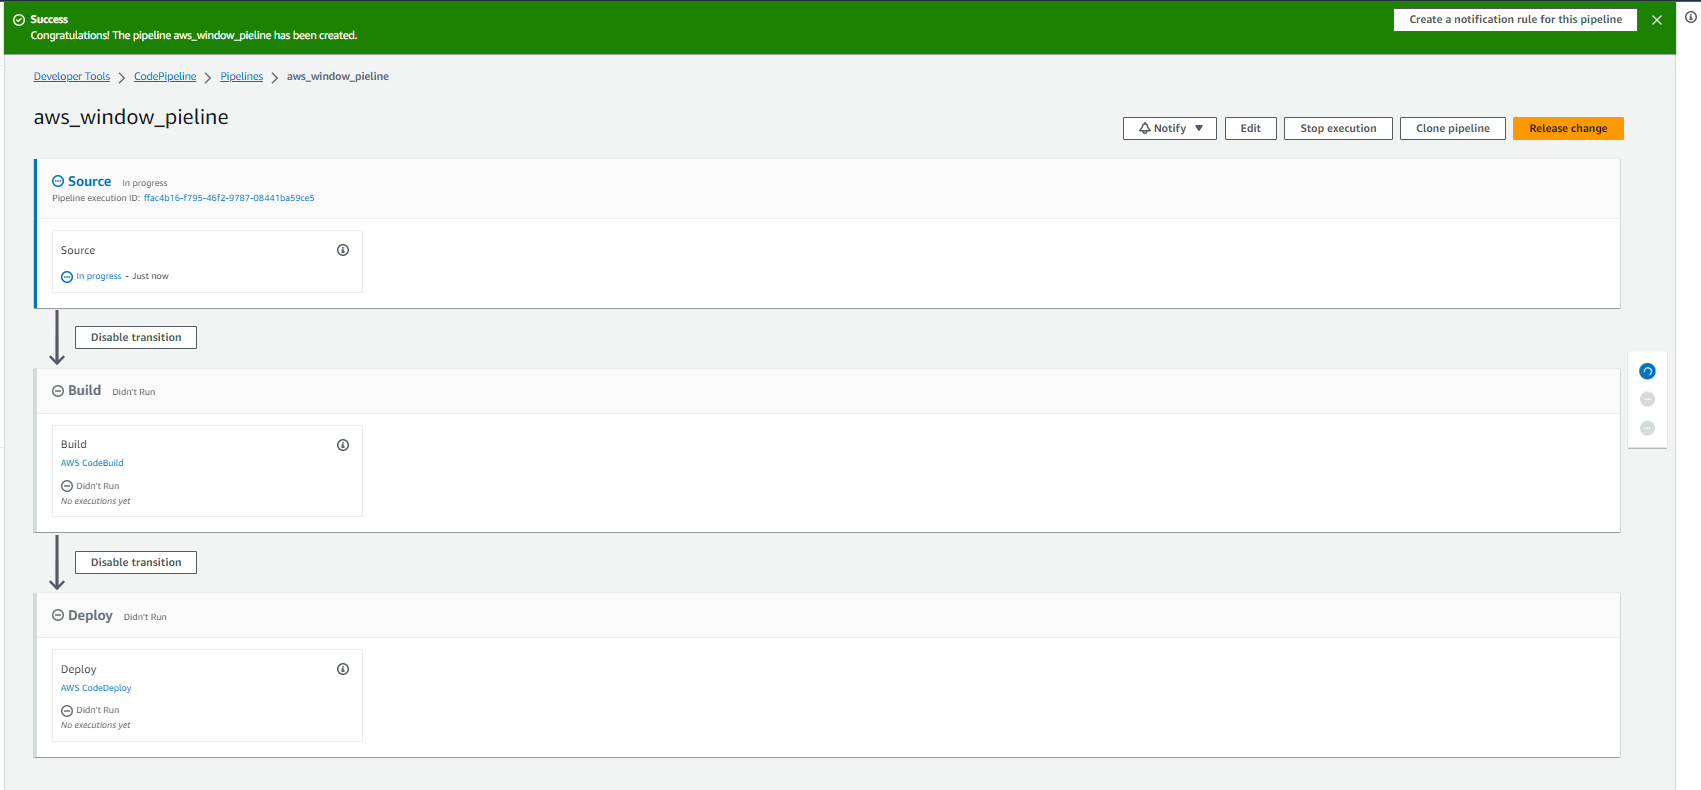 Success
Congratulations! The pipeline aws_window_pieline has been created.
Create a notification rule for this pipeline
Developer Tools
CodePipeline
Pipelines
aws_window_pieline
aws_window_pieline
Notify
Edit
Stop execution
Clone pipeline
Release change
Source In progress
Pipeline execution ID: ffac4b16-f795-46f2-9787-08441ba59ce5
Source
In progress - Just now
Disable transition
Build Didn't Run
Build
AWS CodeBuild
Didn't Run
No executions yet
Disable transition
Deploy Didn't Run
Deploy
AWS CodeDeploy
Didn't Run
No executions yet